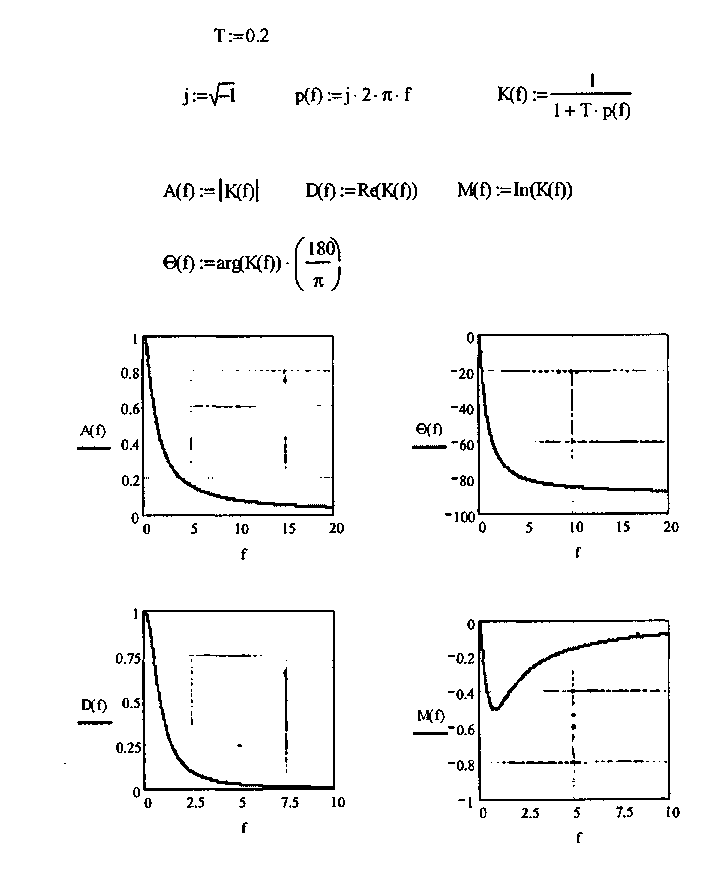 T:=0.2
j:=√-1 p(f):=j·2·π·f K(f):=1/(1+T·p(f))
A(f):=|K(f)| D(f):=Re(K(f)) M(f):=In(K(f))
Θ(f):=arg(K(f))·(180/π)
1
0.8
0.6
A(f)
0.4
0.2
0
0 5 10 15 20
f
0
-20
-40
Θ(f)
-60
-80
-100
0 5 10 15 20
f
1
0.75
D(f)
0.5
0.25
0
0 2.5 5 7.5 10
f
0
-0.2
-0.4
M(f)
-0.6
-0.8
-1
0 2.5 5 7.5 10
f